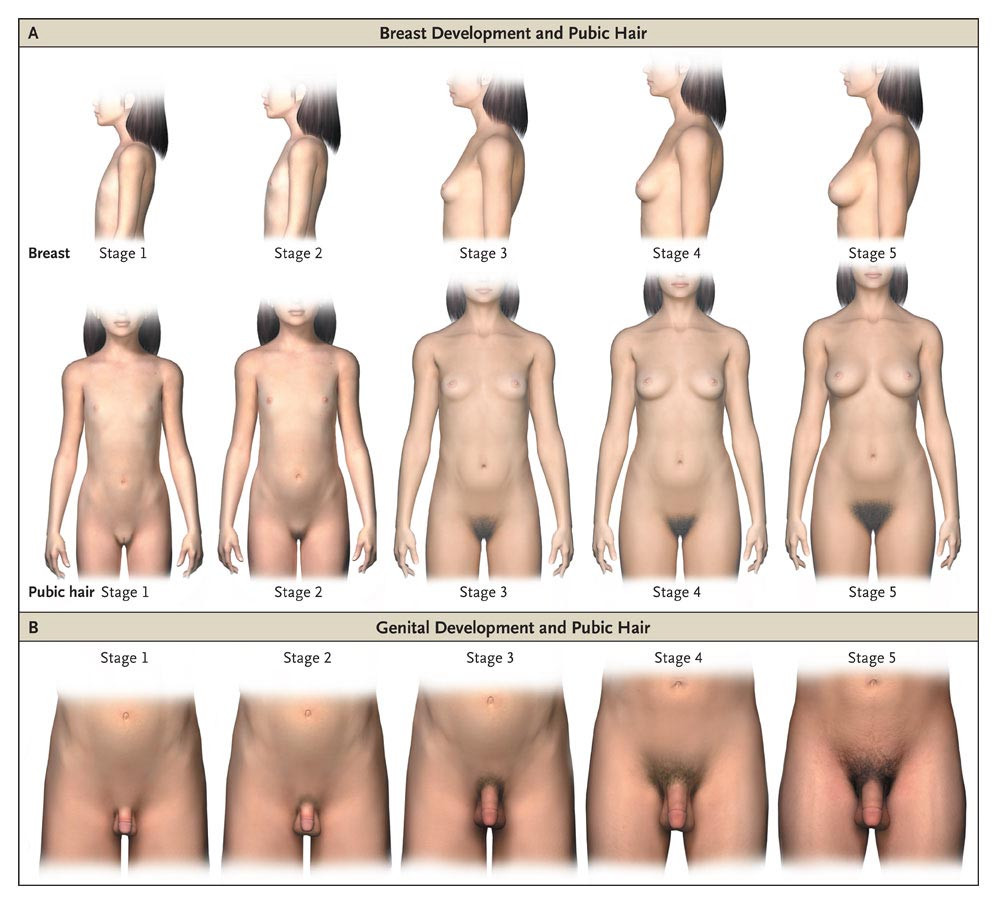 A Breast Development and Pubic Hair
Breast Stage 1 Stage 2 Stage 3 Stage 4 Stage 5
Pubic hair Stage 1 Stage 2 Stage 3 Stage 4 Stage 5
B Genital Development and Pubic Hair
Stage 1 Stage 2 Stage 3 Stage 4 Stage 5